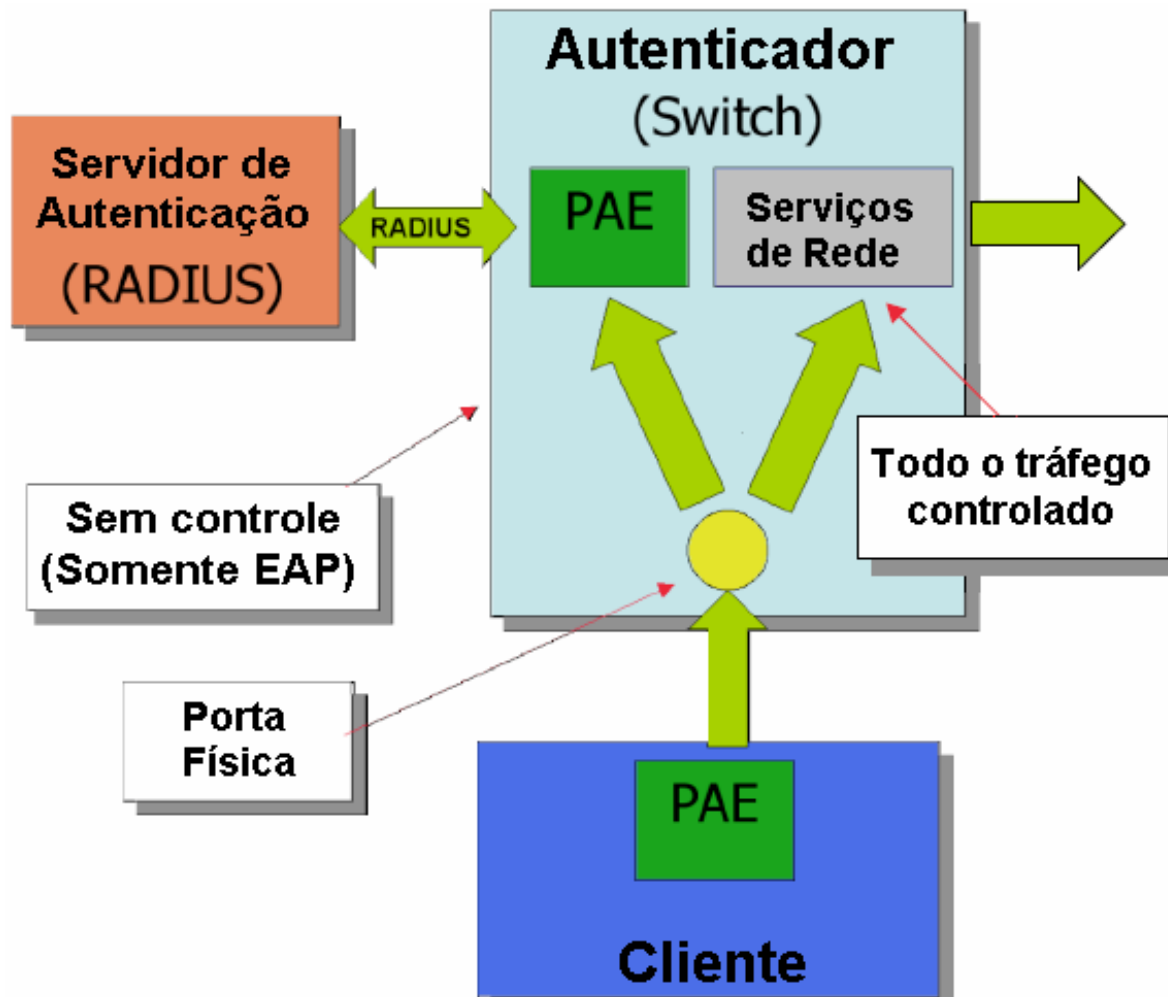 Autenticador
(Switch)
Servidor de
Autenticação
(RADIUS)
RADIUS
PAE
Serviços
de Rede
Todo o tráfego
controlado
Sem controle
(Somente EAP)
Porta
Física
PAE
Cliente